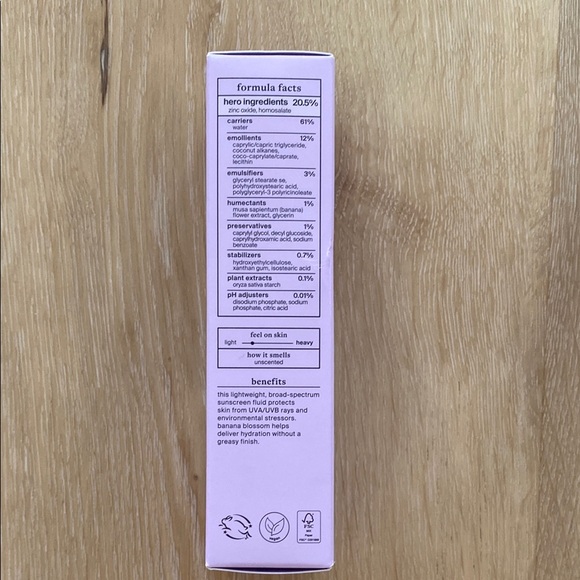 formula facts
hero ingredients 20.5%
zinc oxide, homosalate
carriers 61%
water
emollients 12%
caprylic/capric triglyceride,
coconut alkanes,
coco-caprylate/caprate,
lecithin
emulsifiers 3%
glyceryl stearate se,
polyhydroxystearic acid,
polyglyceryl-3 polyricinoleate
humectants 1%
musa sapientum (banana)
flower extract, glycerin
preservatives 1%
caprylyl glycol, decyl glucoside,
caprylhydroxamic acid, sodium
benzoate
stabilizers 0.7%
hydroxyethylcellulose,
xanthan gum, isostearic acid
plant extracts 0.1%
oryza sativa starch
pH adjusters 0.01%
disodium phosphate, sodium
phosphate, citric acid
feel on skin
light heavy
how it smells
unscented
benefits
this lightweight, broad-spectrum
sunscreen fluid protects
skin from UVA/UVB rays and
environmental stressors.
banana blossom helps
deliver hydration without a
greasy finish.
vegan
FSC
Paper